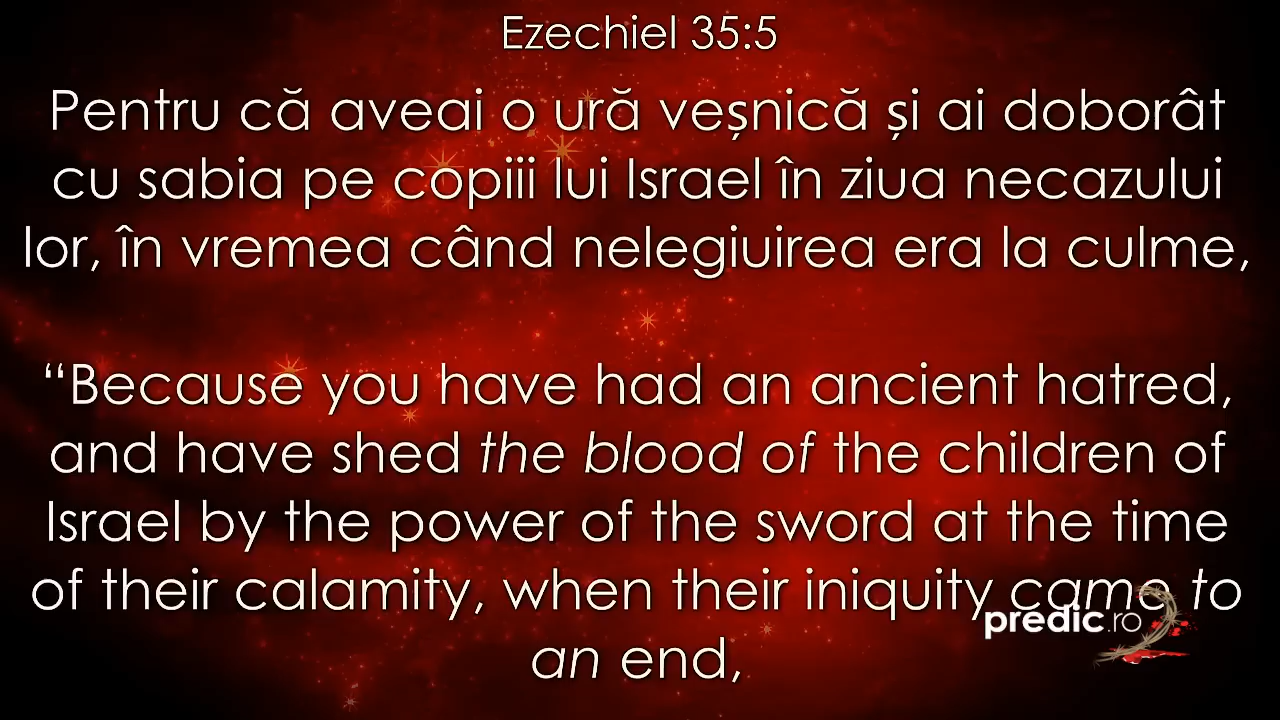 Ezechiel 35:5
Pentru că aveai o ură veșnică și ai doborât
cu sabia pe copiii lui Israel în ziua necazului
lor, în vremea când nelegiuirea era la culme,
“Because you have had an ancient hatred,
and have shed the blood of the children of
Israel by the power of the sword at the time
of their calamity, when their iniquity came to
an end,
predic.ro